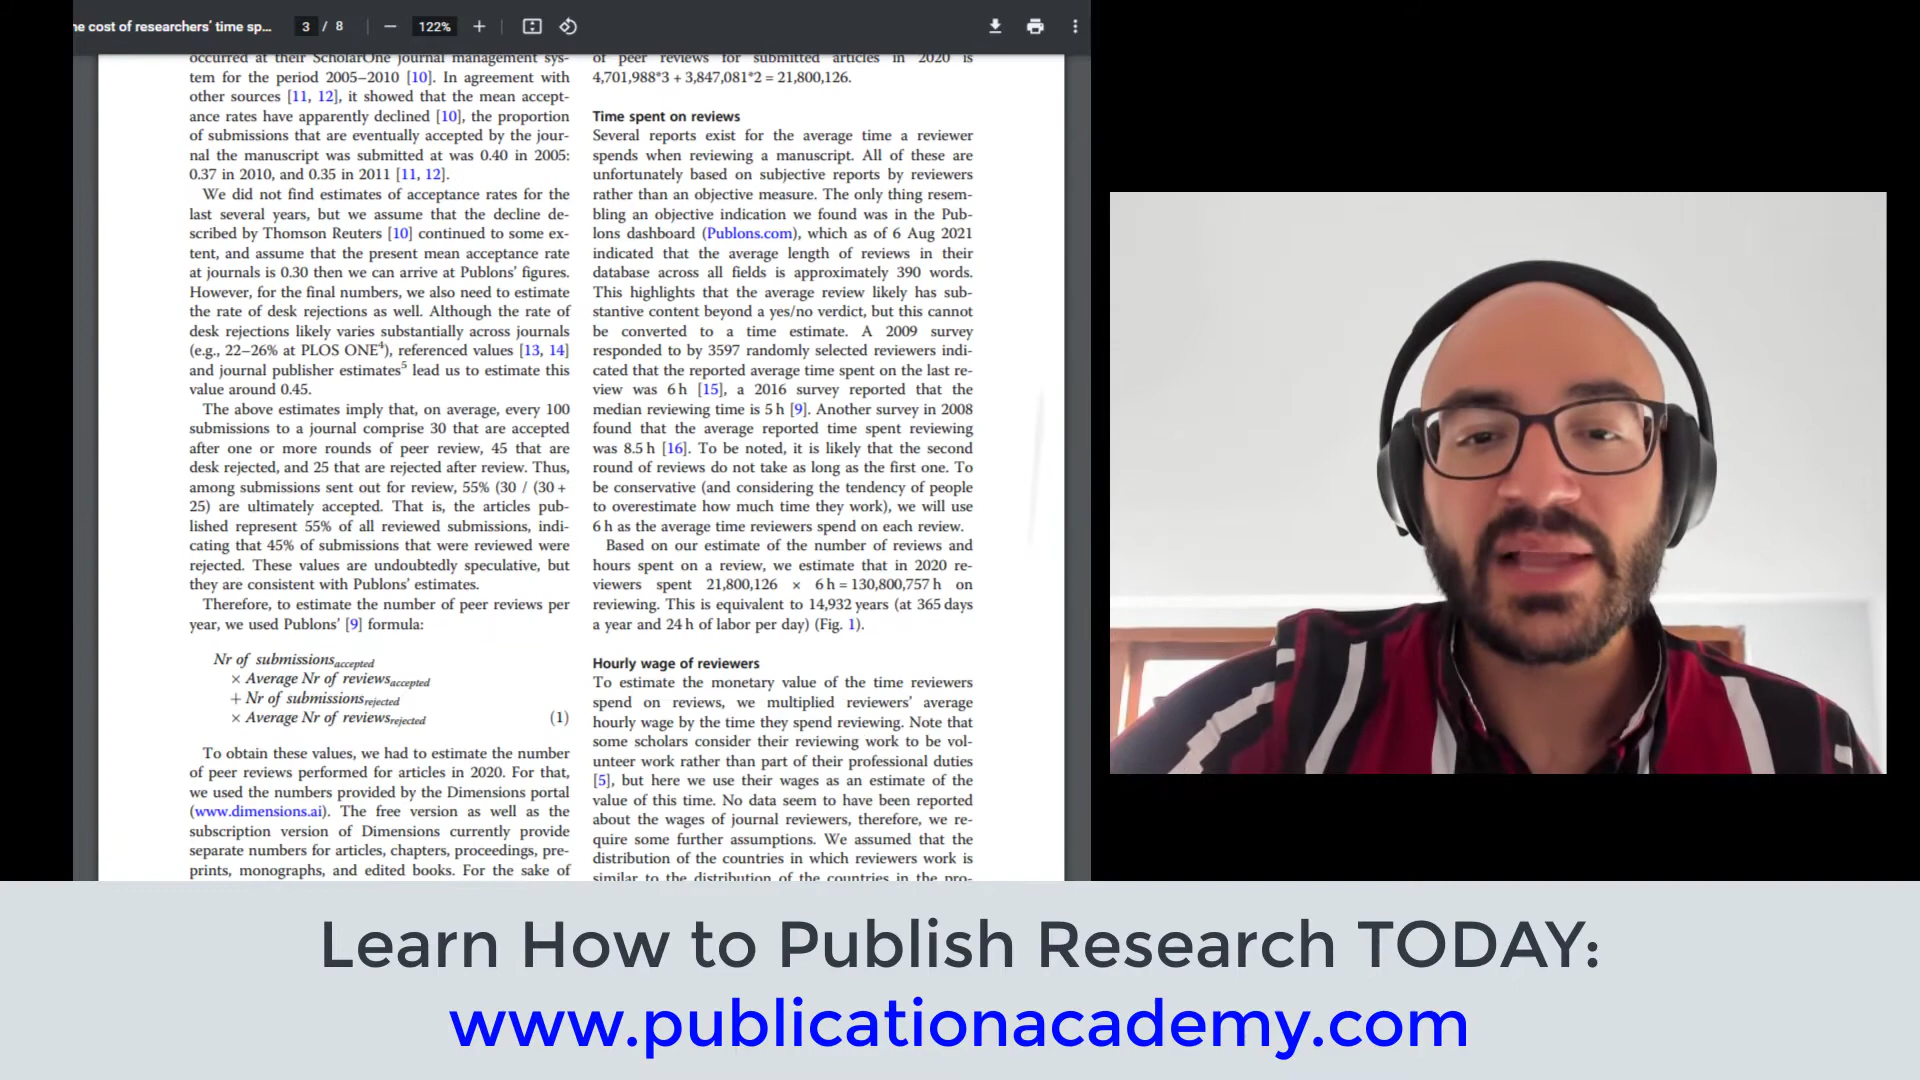 he cost of researchers' time sp... 3 / 8 122%
occurred at their ScholarOne journal management sys-
tem for the period 2005–2010 [10]. In agreement with
other sources [11, 12], it showed that the mean accept-
ance rates have apparently declined [10], the proportion
of submissions that are eventually accepted by the jour-
nal the manuscript was submitted at was 0.40 in 2005:
0.37 in 2010, and 0.35 in 2011 [11, 12].
We did not find estimates of acceptance rates for the
last several years, but we assume that the decline de-
scribed by Thomson Reuters [10] continued to some ex-
tent, and assume that the present mean acceptance rate
at journals is 0.30 then we can arrive at Publons' figures.
However, for the final numbers, we also need to estimate
the rate of desk rejections as well. Although the rate of
desk rejections likely varies substantially across journals
(e.g., 22–26% at PLOS ONE⁴), referenced values [13, 14]
and journal publisher estimates⁵ lead us to estimate this
value around 0.45.
The above estimates imply that, on average, every 100
submissions to a journal comprise 30 that are accepted
after one or more rounds of peer review, 45 that are
desk rejected, and 25 that are rejected after review. Thus,
among submissions sent out for review, 55% (30 / (30 +
25) are ultimately accepted. That is, the articles pub-
lished represent 55% of all reviewed submissions, indi-
cating that 45% of submissions that were reviewed were
rejected. These values are undoubtedly speculative, but
they are consistent with Publons' estimates.
Therefore, to estimate the number of peer reviews per
year, we used Publons' [9] formula:
Nr of submissions accepted
× Average Nr of reviews accepted
+ Nr of submissions rejected
× Average Nr of reviews rejected (1)
To obtain these values, we had to estimate the number
of peer reviews performed for articles in 2020. For that,
we used the numbers provided by the Dimensions portal
(www.dimensions.ai). The free version as well as the
subscription version of Dimensions currently provide
separate numbers for articles, chapters, proceedings, pre-
prints, monographs, and edited books. For the sake of
of peer reviews for submitted articles in 2020 is
4,701,988*3 + 3,847,081*2 = 21,800,126.
Time spent on reviews
Several reports exist for the average time a reviewer
spends when reviewing a manuscript. All of these are
unfortunately based on subjective reports by reviewers
rather than an objective measure. The only thing resem-
bling an objective indication we found was in the Pub-
lons dashboard (Publons.com), which as of 6 Aug 2021
indicated that the average length of reviews in their
database across all fields is approximately 390 words.
This highlights that the average review likely has sub-
stantive content beyond a yes/no verdict, but this cannot
be converted to a time estimate. A 2009 survey
responded to by 3597 randomly selected reviewers indi-
cated that the reported average time spent on the last re-
view was 6 h [15], a 2016 survey reported that the
median reviewing time is 5 h [9]. Another survey in 2008
found that the average reported time spent reviewing
was 8.5 h [16]. To be noted, it is likely that the second
round of reviews do not take as long as the first one. To
be conservative (and considering the tendency of people
to overestimate how much time they work), we will use
6 h as the average time reviewers spend on each review.
Based on our estimate of the number of reviews and
hours spent on a review, we estimate that in 2020 re-
viewers spent 21,800,126 × 6 h = 130,800,757 h on
reviewing. This is equivalent to 14,932 years (at 365 days
a year and 24 h of labor per day) (Fig. 1).
Hourly wage of reviewers
To estimate the monetary value of the time reviewers
spend on reviews, we multiplied reviewers' average
hourly wage by the time they spend reviewing. Note that
some scholars consider their reviewing work to be vol-
unteer work rather than part of their professional duties
[5], but here we use their wages as an estimate of the
value of this time. No data seem to have been reported
about the wages of journal reviewers, therefore, we re-
quire some further assumptions. We assumed that the
distribution of the countries in which reviewers work is
similar to the distribution of the countries in the pro-
Learn How to Publish Research TODAY:
www.publicationacademy.com